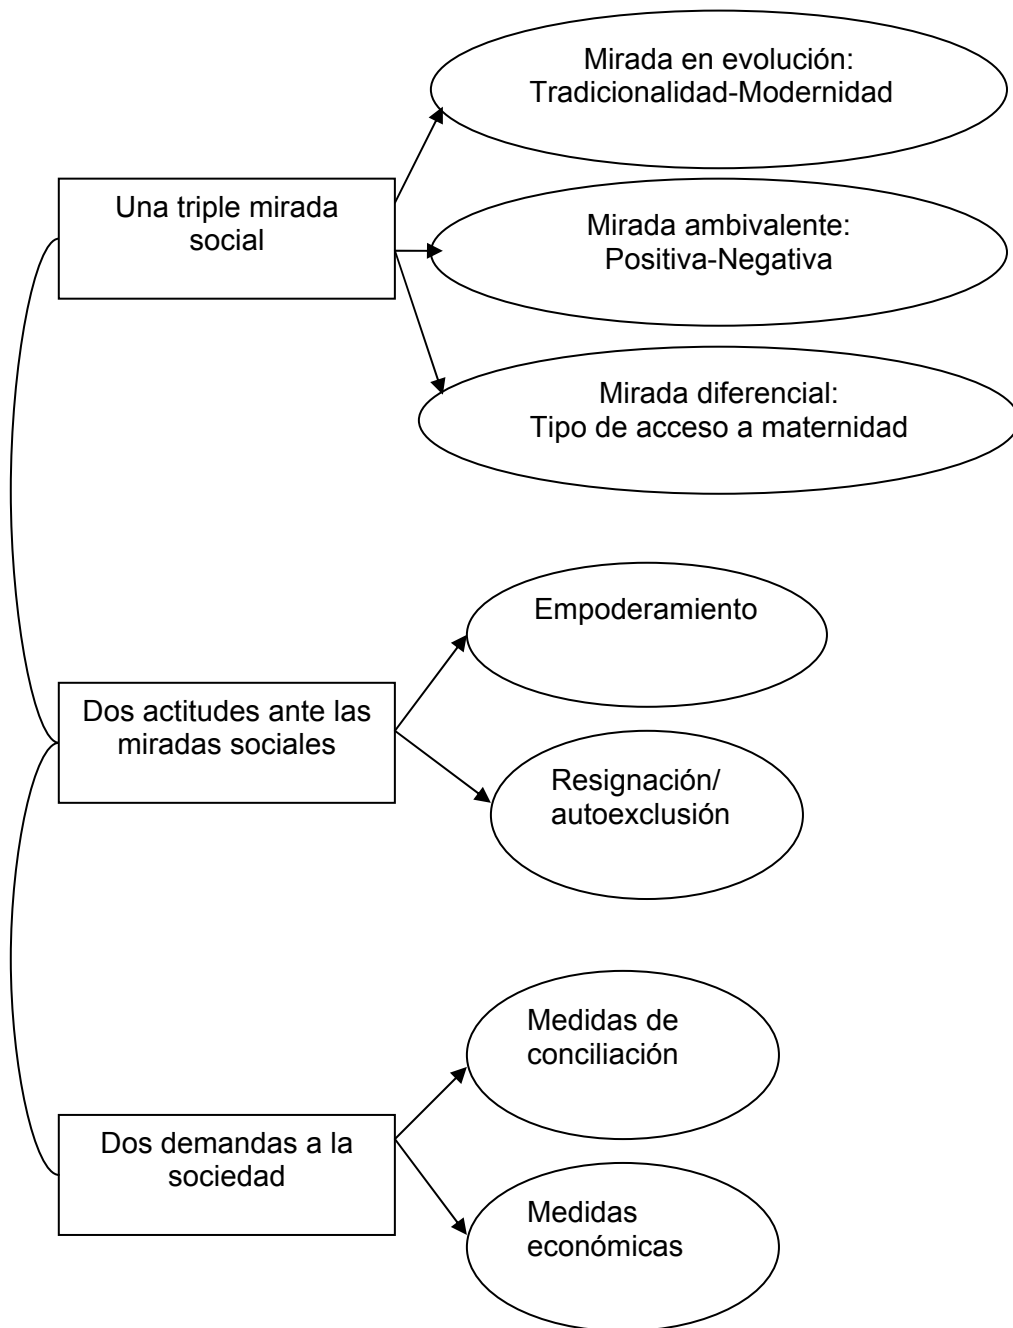 Mirada en evolución:
Tradicionalidad-Modernidad
Una triple mirada
social
Mirada ambivalente:
Positiva-Negativa
Mirada diferencial:
Tipo de acceso a maternidad
Empoderamiento
Dos actitudes ante las
miradas sociales
Resignación/
autoexclusión
Medidas de
conciliación
Dos demandas a la
sociedad
Medidas
económicas